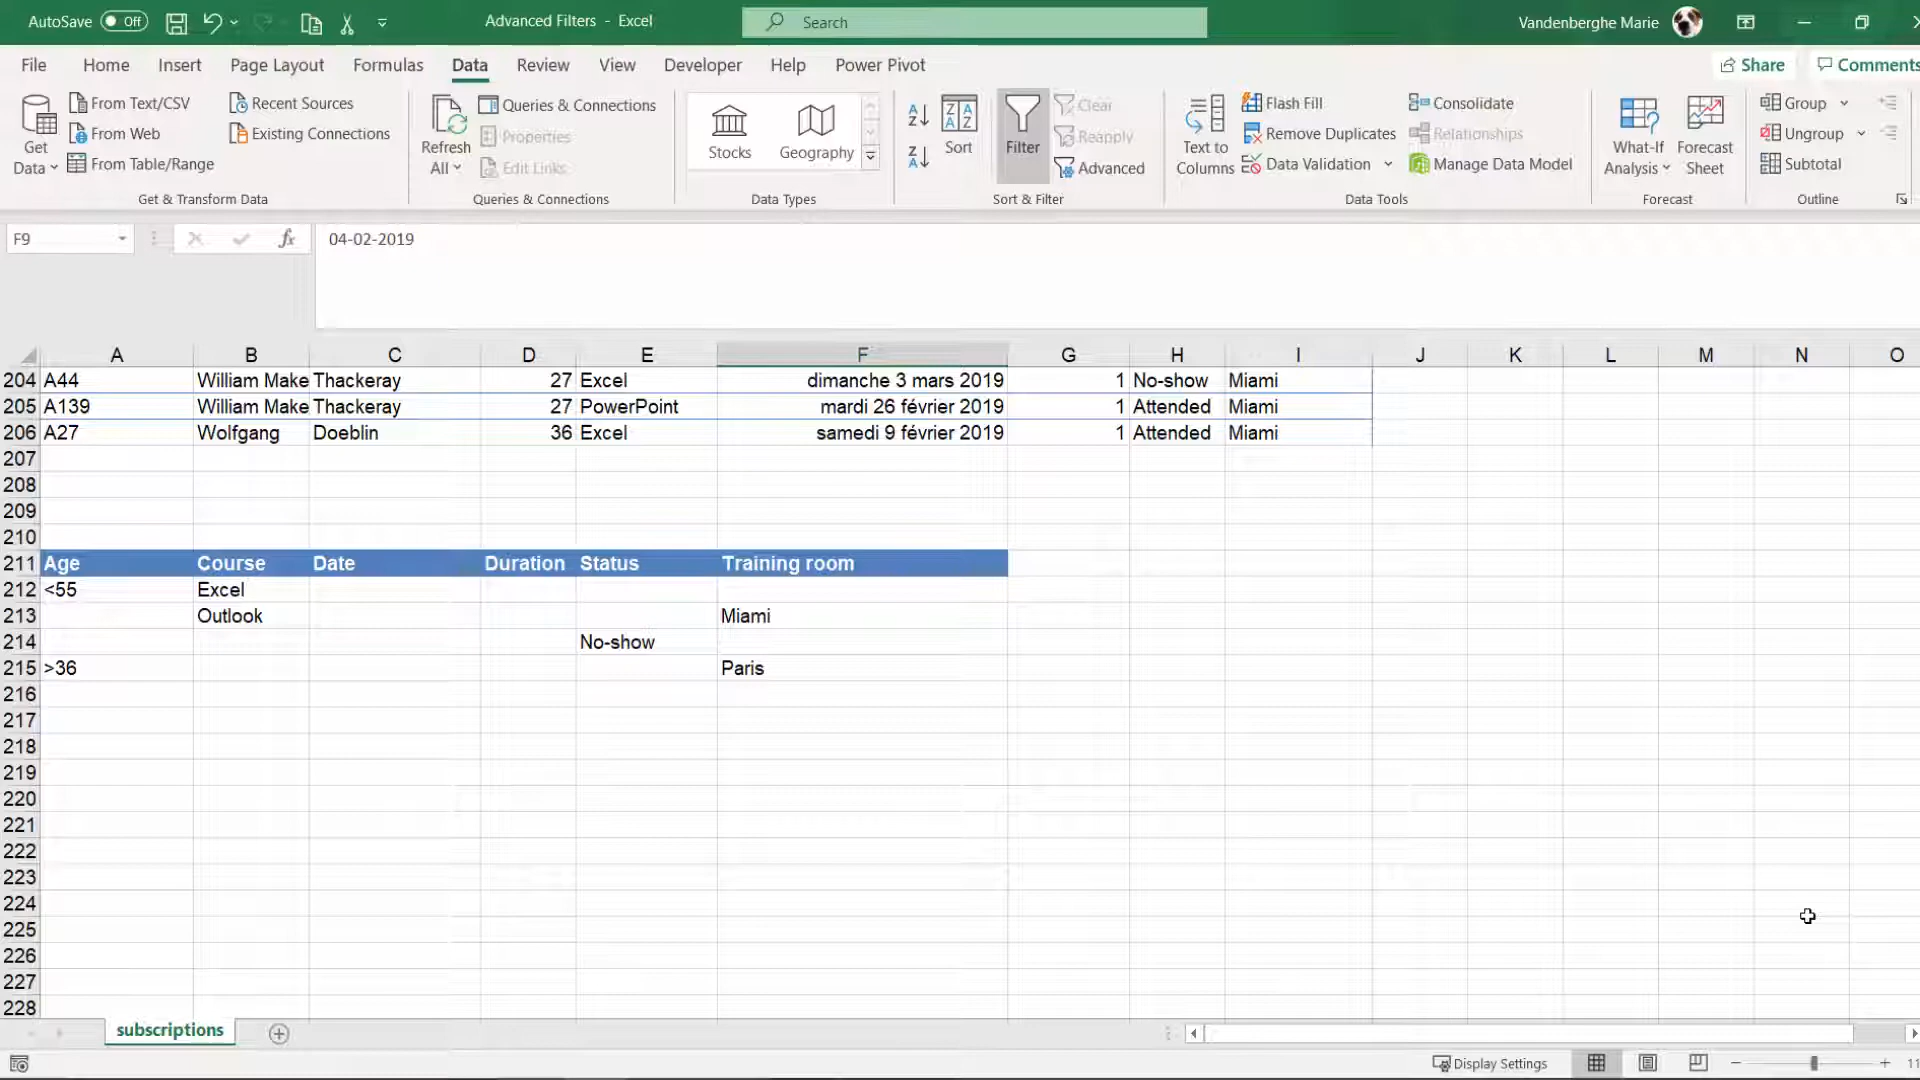 AutoSave Off
Advanced Filters - Excel
Search
Vandenberghe Marie
File Home Insert Page Layout Formulas Data Review View Developer Help Power Pivot
Share Comments
Get Data
From Text/CSV
From Web
From Table/Range
Recent Sources
Existing Connections
Get & Transform Data
Refresh All
Queries & Connections
Properties
Edit Links
Queries & Connections
Stocks
Geography
Data Types
Sort
Filter
Clear
Reapply
Advanced
Sort & Filter
Text to Columns
Flash Fill
Remove Duplicates
Data Validation
Consolidate
Relationships
Manage Data Model
Data Tools
What-If Analysis
Forecast Sheet
Forecast
Group
Ungroup
Subtotal
Outline
F9 fx 04-02-2019
A B C D E F G H I J K L M N O
204 A44 William Make Thackeray 27 Excel dimanche 3 mars 2019 1 No-show Miami
205 A139 William Make Thackeray 27 PowerPoint mardi 26 février 2019 1 Attended Miami
206 A27 Wolfgang Doeblin 36 Excel samedi 9 février 2019 1 Attended Miami
207
208
209
210
211 Age Course Date Duration Status Training room
212 <55 Excel
213 Outlook Miami
214 No-show
215 >36 Paris
216
217
218
219
220
221
222
223
224
225
226
227
228
subscriptions
Display Settings